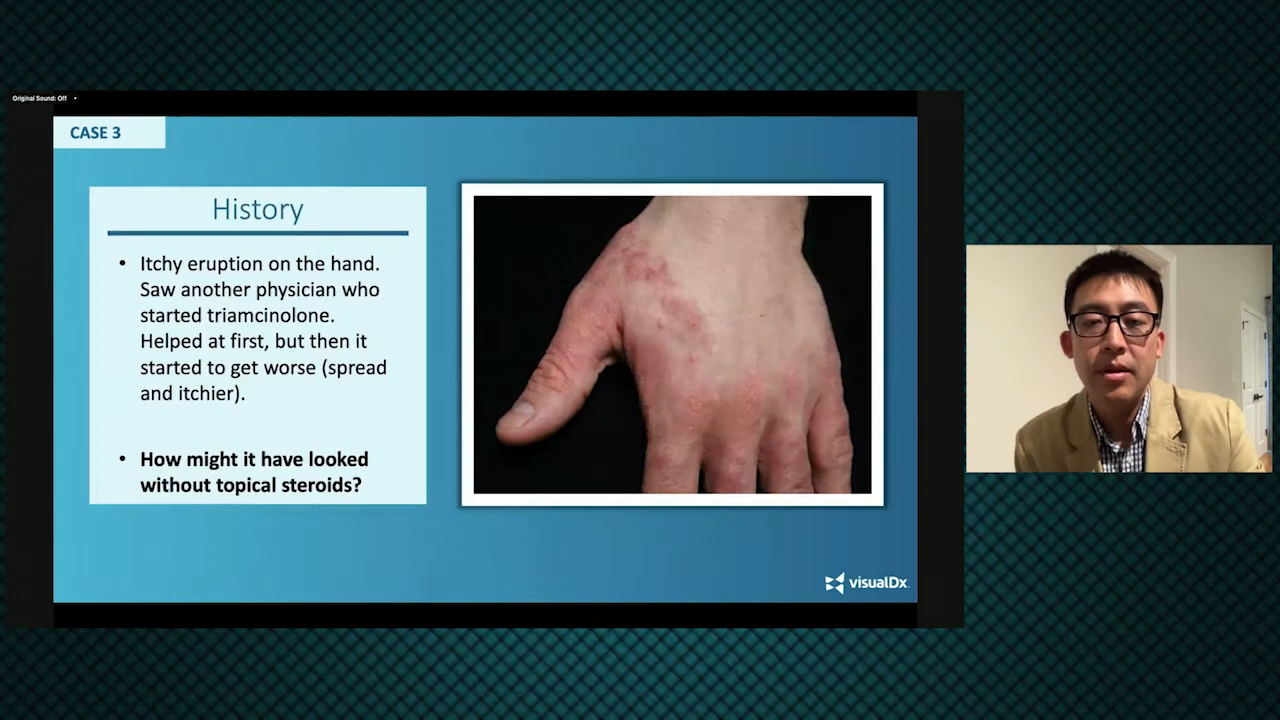 Original Sound: Off
CASE 3
History
• Itchy eruption on the hand.
Saw another physician who
started triamcinolone.
Helped at first, but then it
started to get worse (spread
and itchier).
• How might it have looked
without topical steroids?
visualDx